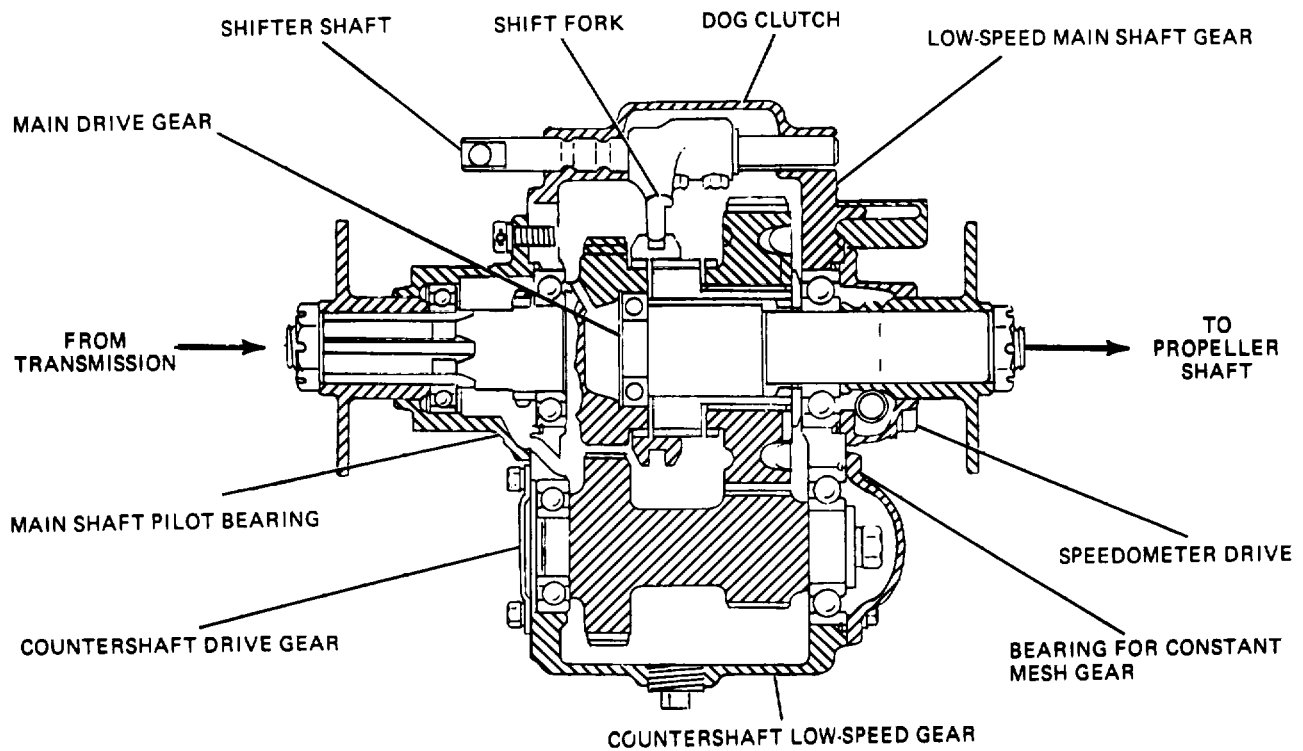 SHIFTER SHAFT
SHIFT FORK
DOG CLUTCH
LOW-SPEED MAIN SHAFT GEAR
MAIN DRIVE GEAR
FROM
TRANSMISSION
TO
PROPELLER
SHAFT
MAIN SHAFT PILOT BEARING
SPEEDOMETER DRIVE
COUNTERSHAFT DRIVE GEAR
BEARING FOR CONSTANT
MESH GEAR
COUNTERSHAFT LOW-SPEED GEAR